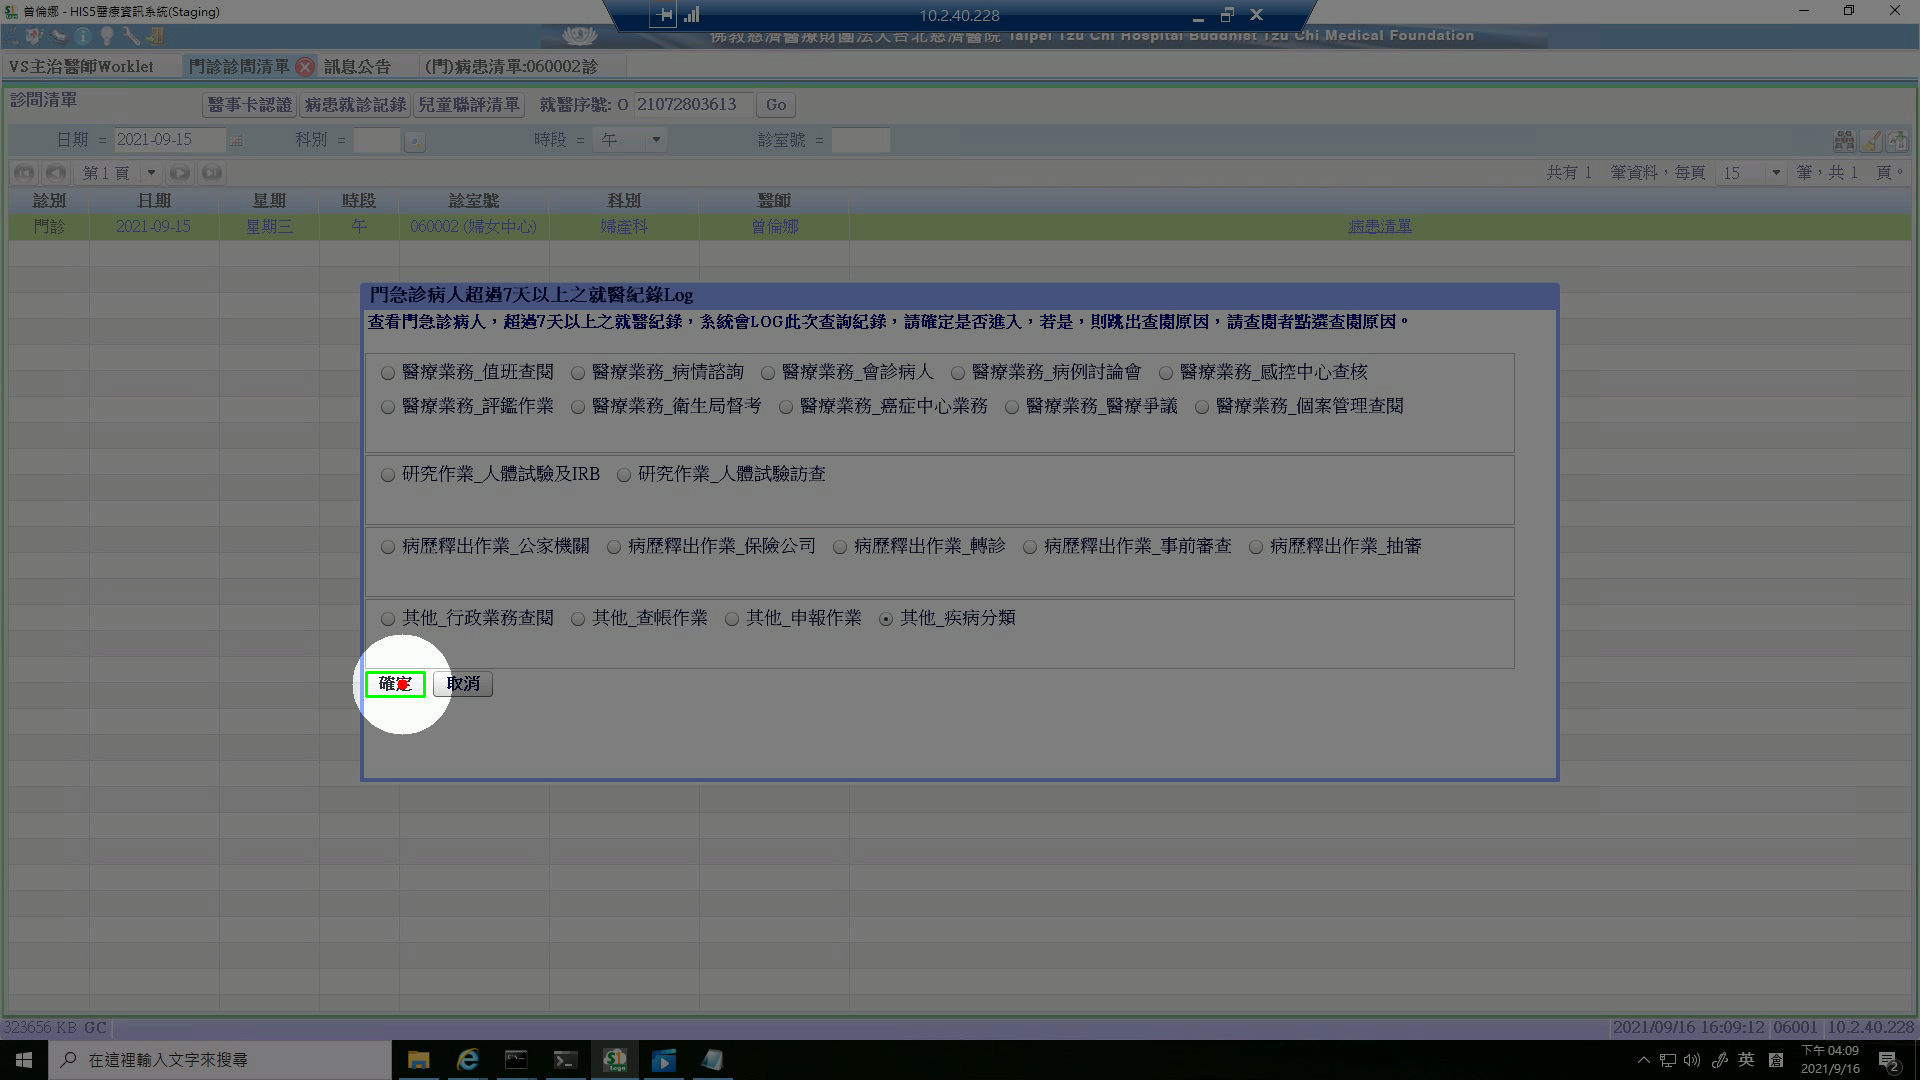 曾倫娜 - HIS5醫療資訊系統(Staging)
10.2.40.228
佛教慈濟醫療財團法人台北慈濟醫院 Taipei Tzu Chi Hospital Buddhist Tzu Chi Medical Foundation
VS主治醫師Worklet 門診診間清單 訊息公告 (門)病患清單:060002診
診間清單 醫事卡認證 病患就診記錄 兒童聯評清單 就醫序號: O 21072803613 Go
日期 = 2021-09-15 科別 = 時段 = 午 診室號 =
第 1 頁 共有 1 筆資料，每頁 15 筆，共 1 頁。
診別 日期 星期 時段 診室號 科別 醫師
門診 2021-09-15 星期三 午 060002 (婦女中心) 婦產科 曾倫娜 病患清單
門急診病人超過7天以上之就醫紀錄Log
查看門急診病人，超過7天以上之就醫紀錄，系統會LOG此次查詢紀錄，請確定是否進入，若是，則跳出查閱原因，請查閱者點選查閱原因。
醫療業務_值班查閱 醫療業務_病情諮詢 醫療業務_會診病人 醫療業務_病例討論會 醫療業務_感控中心查核
醫療業務_評鑑作業 醫療業務_衛生局督考 醫療業務_癌症中心業務 醫療業務_醫療爭議 醫療業務_個案管理查閱
研究作業_人體試驗及IRB 研究作業_人體試驗訪查
病歷釋出作業_公家機關 病歷釋出作業_保險公司 病歷釋出作業_轉診 病歷釋出作業_事前審查 病歷釋出作業_抽審
其他_行政業務查閱 其他_查帳作業 其他_申報作業 其他_疾病分類
確定 取消
323656 KB GC 2021/09/16 16:09:12 06001 10.2.40.228
在這裡輸入文字來搜尋 英 下午 04:09
2021/9/16 2